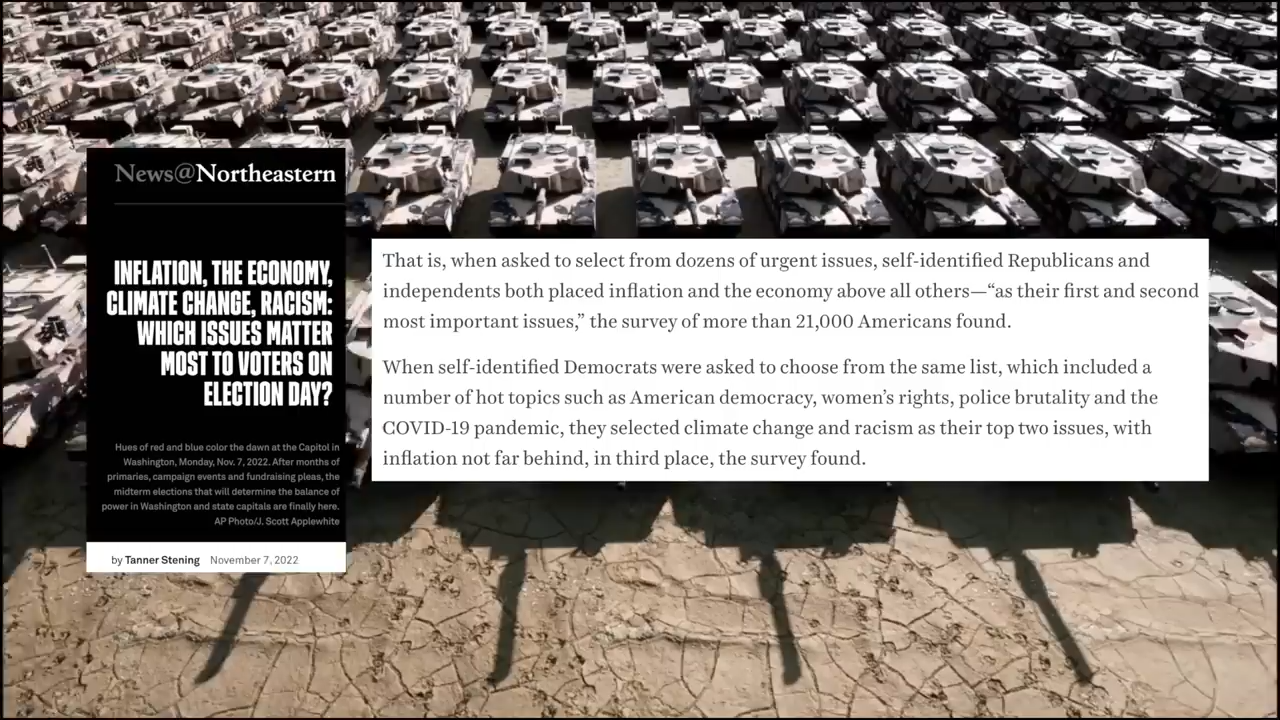 News@Northeastern
INFLATION, THE ECONOMY,
CLIMATE CHANGE, RACISM:
WHICH ISSUES MATTER
MOST TO VOTERS ON
ELECTION DAY?
Hues of red and blue color the dawn at the Capitol in
Washington, Monday, Nov. 7, 2022. After months of
primaries, campaign events and fundraising pleas, the
midterm elections that will determine the balance of
power in Washington and state capitals are finally here.
AP Photo/J. Scott Applewhite
by Tanner Stening November 7, 2022
That is, when asked to select from dozens of urgent issues, self-identified Republicans and
independents both placed inflation and the economy above all others—“as their first and second
most important issues,” the survey of more than 21,000 Americans found.
When self-identified Democrats were asked to choose from the same list, which included a
number of hot topics such as American democracy, women’s rights, police brutality and the
COVID-19 pandemic, they selected climate change and racism as their top two issues, with
inflation not far behind, in third place, the survey found.